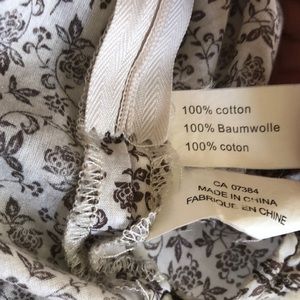 100% cotton
100% Baumwolle
100% coton
CA 07384
MADE IN CHINA
FABRIQUE EN CHINE